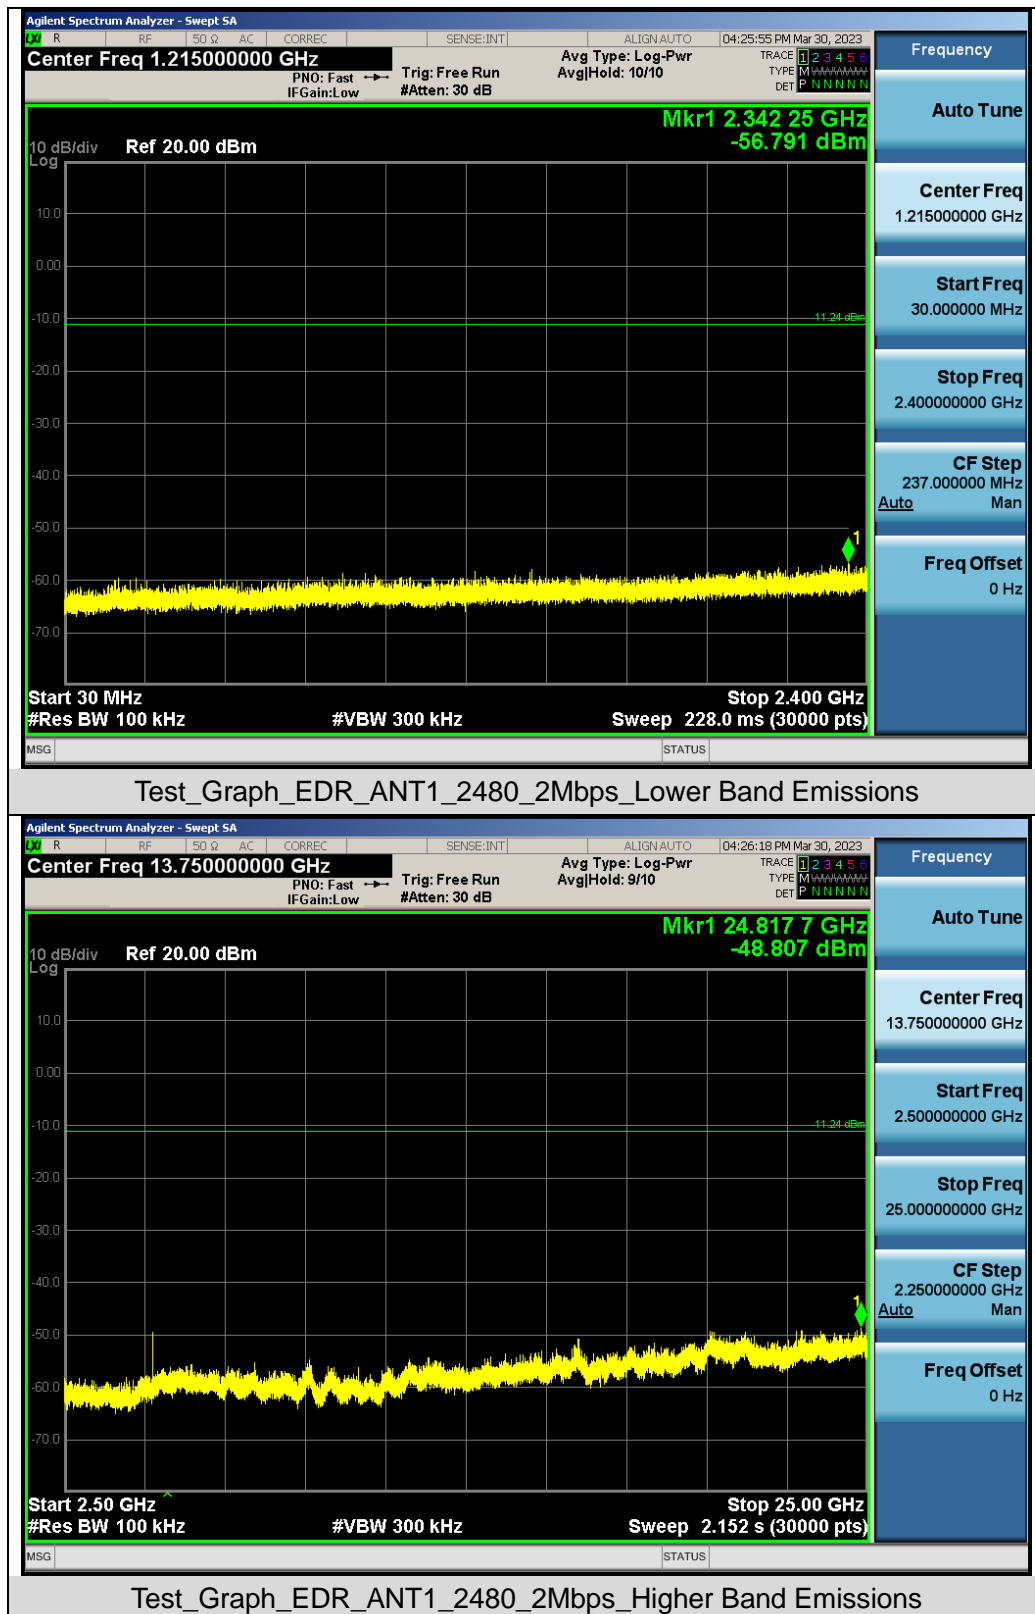 Agilent Spectrum Analyzer - Swept SA
LXI R RF 50 Ω AC CORREC SENSE:INT ALIGN AUTO 04:25:55 PM Mar 30, 2023
Center Freq 1.215000000 GHz
PNO: Fast
IFGain:Low
Trig: Free Run
#Atten: 30 dB
Avg Type: Log-Pwr
Avg|Hold: 10/10
TRACE 1 2 3 4 5 6
TYPE M
DET P N N N N N
Mkr1 2.342 25 GHz
-56.791 dBm
10 dB/div Ref 20.00 dBm
Log
10.0
0.00
-10.0
-11.24 dBm
-20.0
-30.0
-40.0
-50.0
1
-60.0
-70.0
Start 30 MHz Stop 2.400 GHz
#Res BW 100 kHz #VBW 300 kHz Sweep 228.0 ms (30000 pts)
MSG STATUS
Frequency
Auto Tune
Center Freq
1.215000000 GHz
Start Freq
30.000000 MHz
Stop Freq
2.400000000 GHz
CF Step
237.000000 MHz
Auto Man
Freq Offset
0 Hz
Test_Graph_EDR_ANT1_2480_2Mbps_Lower Band Emissions
Agilent Spectrum Analyzer - Swept SA
LXI R RF 50 Ω AC CORREC SENSE:INT ALIGN AUTO 04:26:18 PM Mar 30, 2023
Center Freq 13.750000000 GHz
PNO: Fast
IFGain:Low
Trig: Free Run
#Atten: 30 dB
Avg Type: Log-Pwr
Avg|Hold: 9/10
TRACE 1 2 3 4 5 6
TYPE M
DET P N N N N N
Mkr1 24.817 7 GHz
-48.807 dBm
10 dB/div Ref 20.00 dBm
Log
10.0
0.00
-10.0
-11.24 dBm
-20.0
-30.0
-40.0
1
-50.0
-60.0
-70.0
Start 2.50 GHz Stop 25.00 GHz
#Res BW 100 kHz #VBW 300 kHz Sweep 2.152 s (30000 pts)
MSG STATUS
Frequency
Auto Tune
Center Freq
13.750000000 GHz
Start Freq
2.500000000 GHz
Stop Freq
25.000000000 GHz
CF Step
2.250000000 GHz
Auto Man
Freq Offset
0 Hz
Test_Graph_EDR_ANT1_2480_2Mbps_Higher Band Emissions